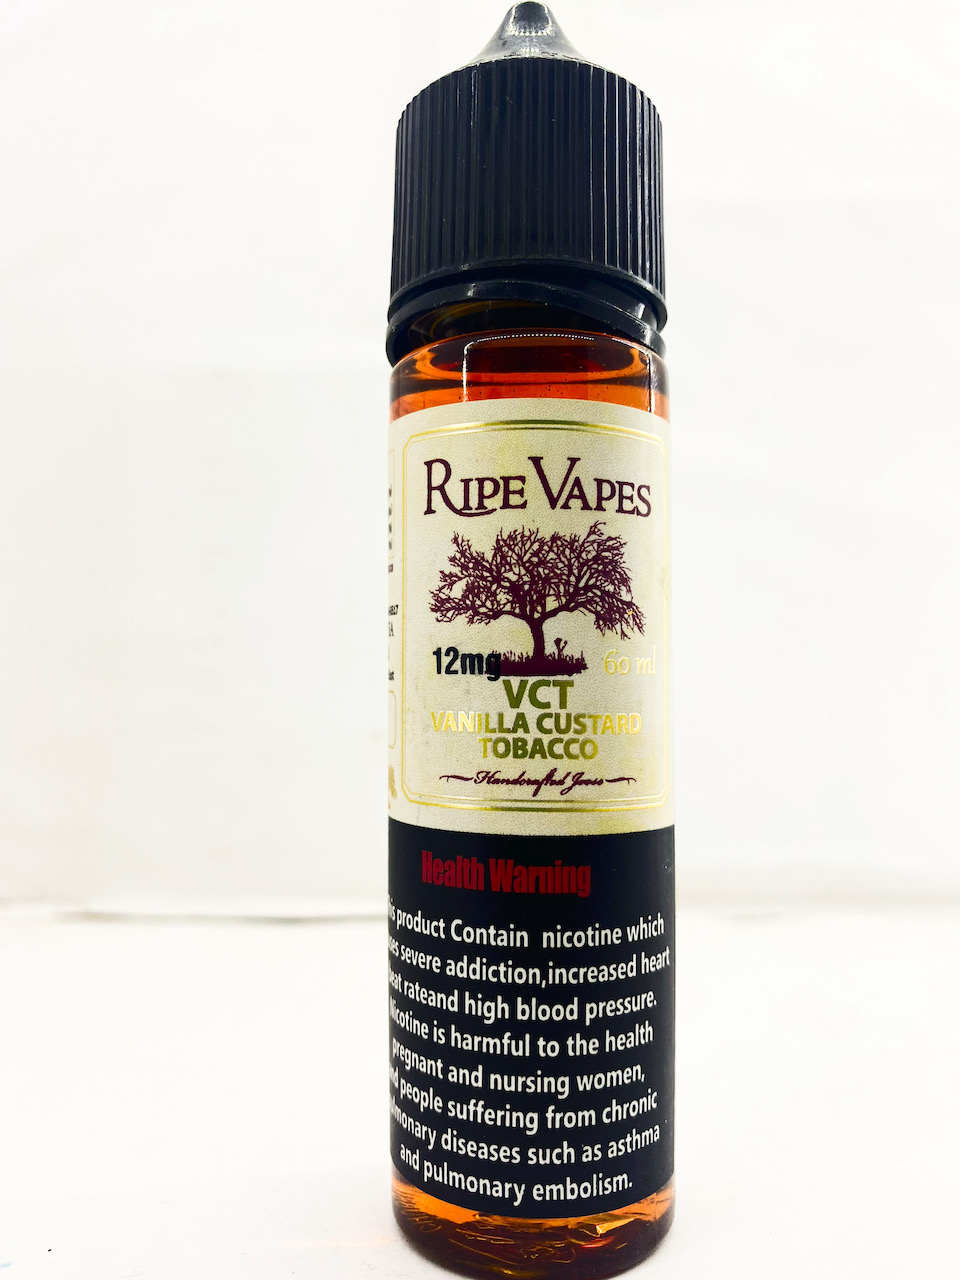 RIPE VAPES
12mg 60 ml
VCT
VANILLA CUSTARD
TOBACCO
Handcrafted Joose
Health Warning
product Contain nicotine which
severe addiction,increased heart
rateand high blood pressure.
Nicotine is harmful to the health
pregnant and nursing women,
people suffering from chronic
diseases such as asthma
and pulmonary embolism.